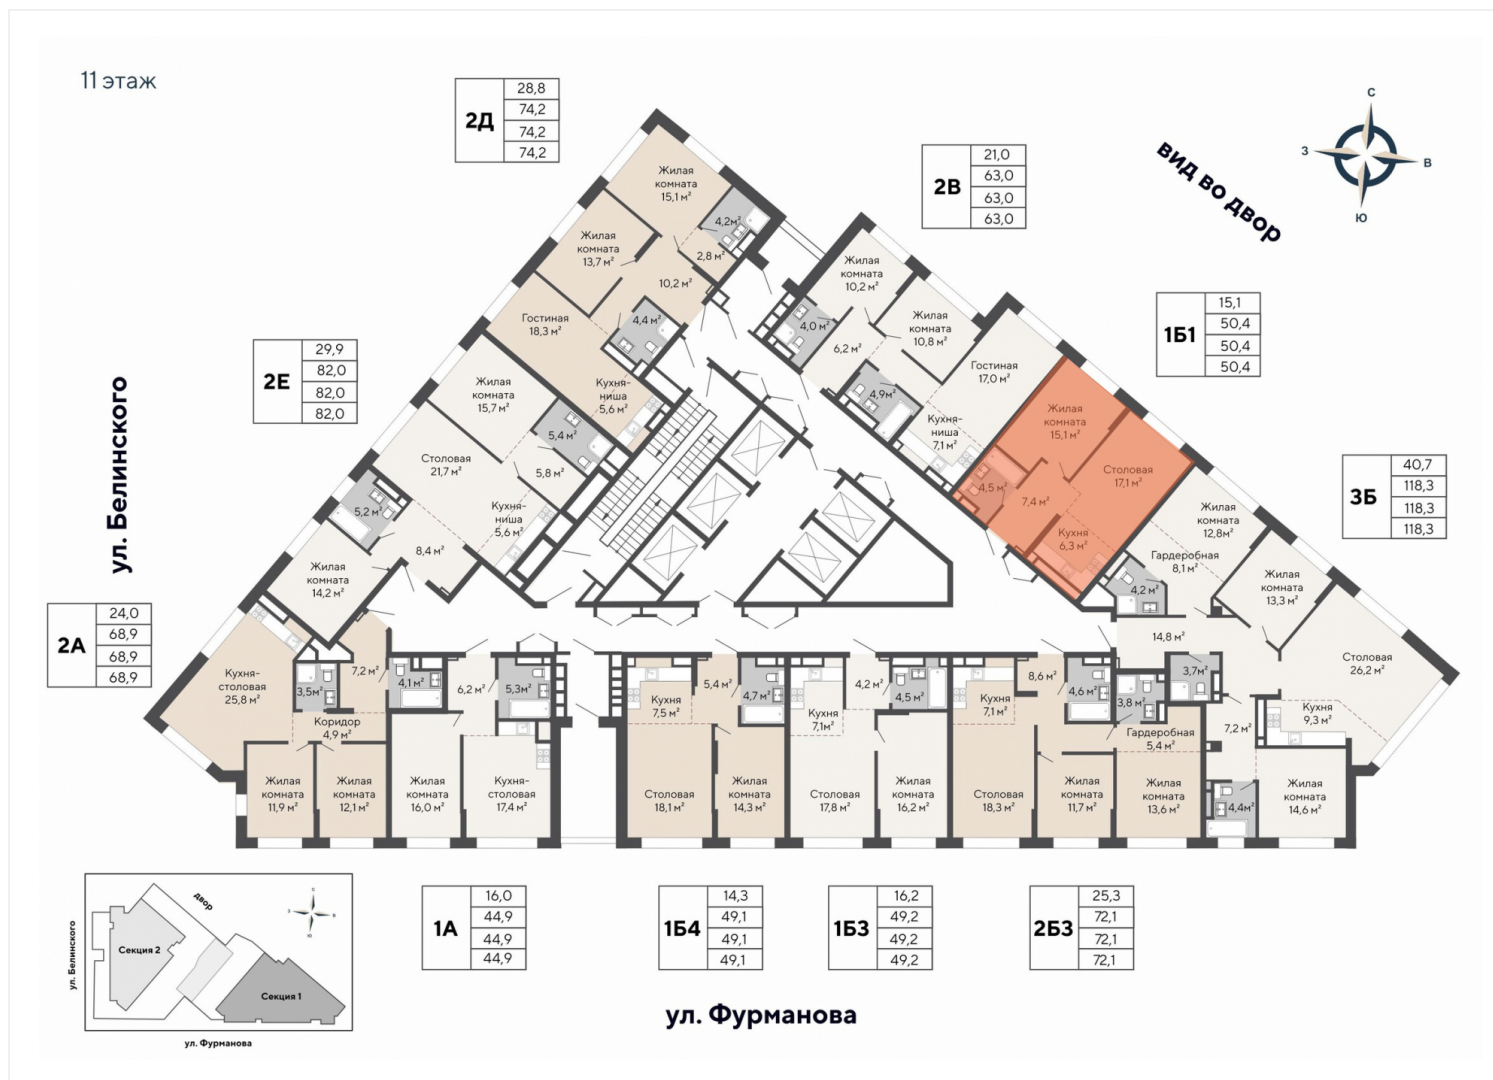 11 этаж
2Д
28,8
74,2
74,2
74,2
2В
21,0
63,0
63,0
63,0
С
З
В
Ю
вид во двор
1Б1
15,1
50,4
50,4
50,4
2Е
29,9
82,0
82,0
82,0
3Б
40,7
118,3
118,3
118,3
ул. Белинского
2А
24,0
68,9
68,9
68,9
Жилая
комната
15,1 м²
4,2м²
Жилая
комната
13,7 м²
2,8 м²
10,2 м²
Гостиная
18,3 м²
4,4 м²
Кухня-
ниша
5,6 м²
Жилая
комната
15,7 м²
5,4 м²
Столовая
21,7 м²
5,8 м²
Кухня-
ниша
5,6 м²
5,2 м²
8,4 м²
Жилая
комната
14,2 м²
Жилая
комната
10,2 м²
4,0 м²
Жилая
комната
10,8 м²
6,2 м²
4,9м²
Гостиная
17,0 м²
Кухня-
ниша
7,1 м²
Жилая
комната
15,1 м²
Столовая
17,1 м²
4,5 м²
7,4 м²
Кухня
6,3 м²
Жилая
комната
12,8м²
Гардеробная
8,1 м²
4,2 м²
Жилая
комната
13,3 м²
14,8 м²
3,7м²
Столовая
26,2 м²
Кухня
9,3 м²
7,2 м²
Жилая
комната
14,6 м²
4,4м²
Кухня-
столовая
25,8 м²
3,5м²
7,2 м²
Коридор
4,9 м²
Жилая
комната
11,9 м²
Жилая
комната
12,1 м²
4,1 м²
6,2 м²
5,3м²
Жилая
комната
16,0 м²
Кухня-
столовая
17,4 м²
Кухня
7,5 м²
5,4 м²
4,7 м²
Столовая
18,1 м²
Жилая
комната
14,3 м²
4,2 м²
4,5 м²
Кухня
7,1м²
Столовая
17,8 м²
Жилая
комната
16,2 м²
Кухня
7,1 м²
8,6 м²
4,6 м²
Столовая
18,3 м²
Жилая
комната
11,7 м²
3,8 м²
Гардеробная
5,4 м²
Жилая
комната
13,6 м²
1А
16,0
44,9
44,9
44,9
1Б4
14,3
49,1
49,1
49,1
1Б3
16,2
49,2
49,2
49,2
2Б3
25,3
72,1
72,1
72,1
ул. Фурманова
двор
С
З
В
Ю
ул. Белинского
Секция 2
Секция 1
ул. Фурманова